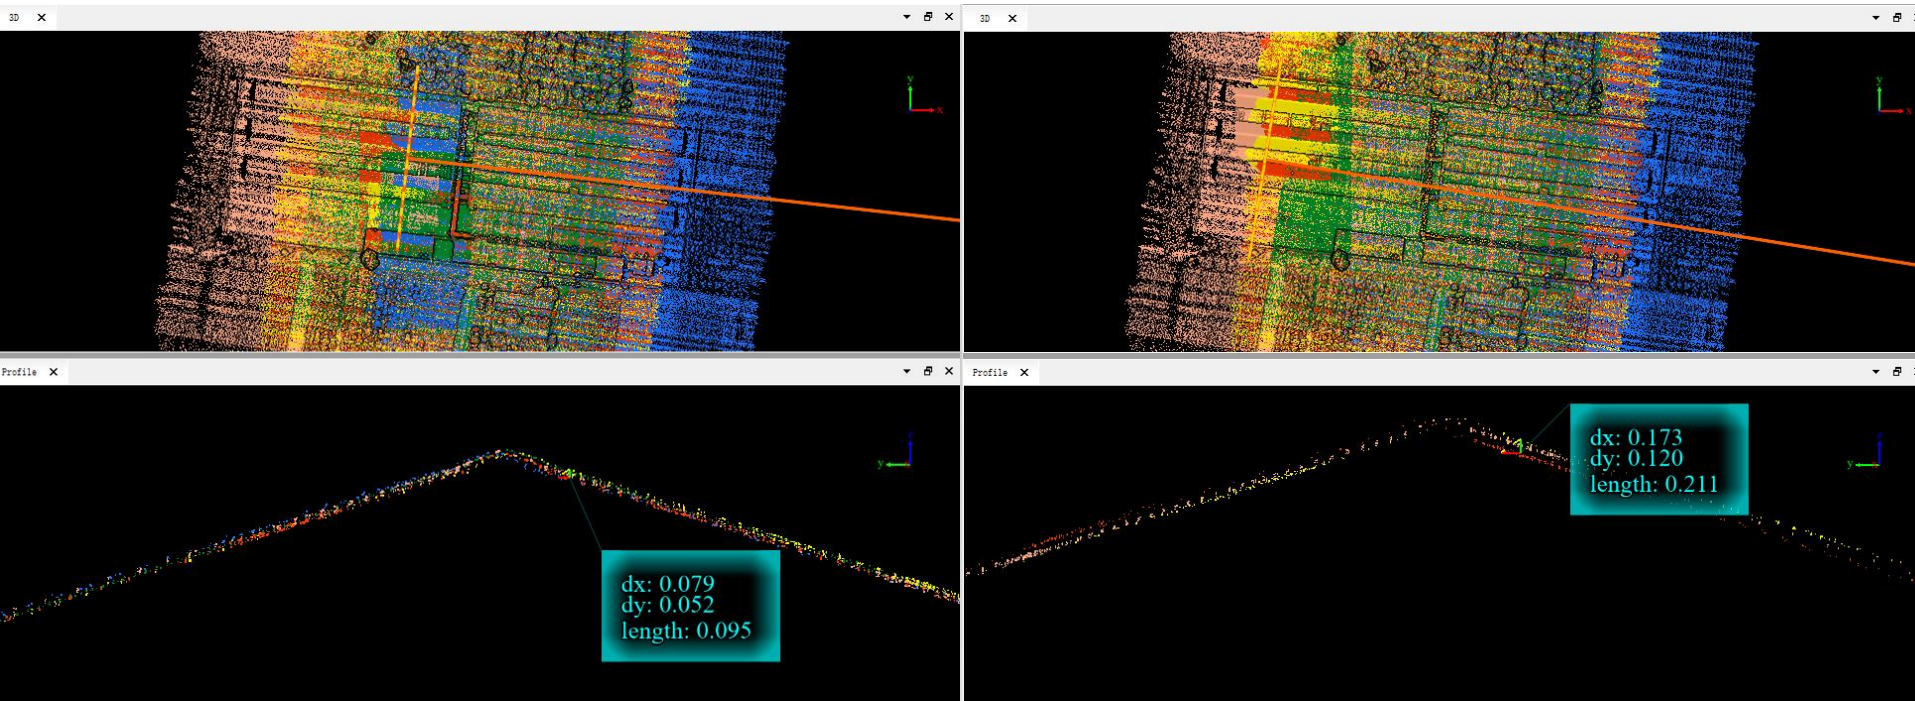 3D
3D
y
x
y
x
Profile
Profile
y
dx: 0.079
dy: 0.052
length: 0.095
y
dx: 0.173
dy: 0.120
length: 0.211